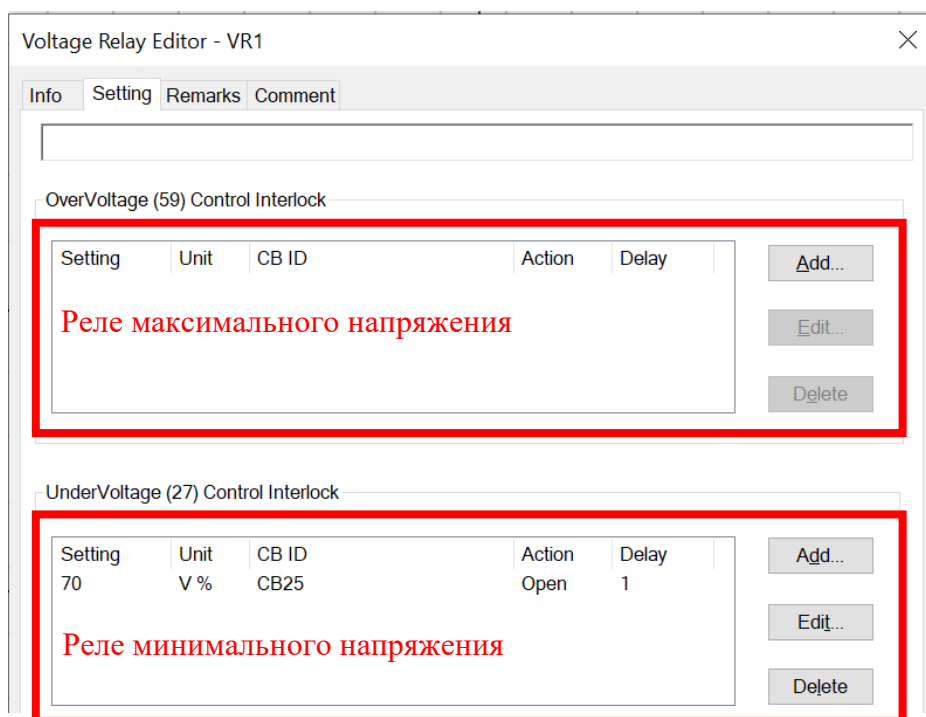 Voltage Relay Editor - VR1
Info Setting Remarks Comment
OverVoltage (59) Control Interlock
Setting Unit CB ID Action Delay
Add...
Реле максимального напряжения
Edit...
Delete
UnderVoltage (27) Control Interlock
Setting Unit CB ID Action Delay
Add...
70 V % CB25 Open 1
Edit...
Реле минимального напряжения
Delete